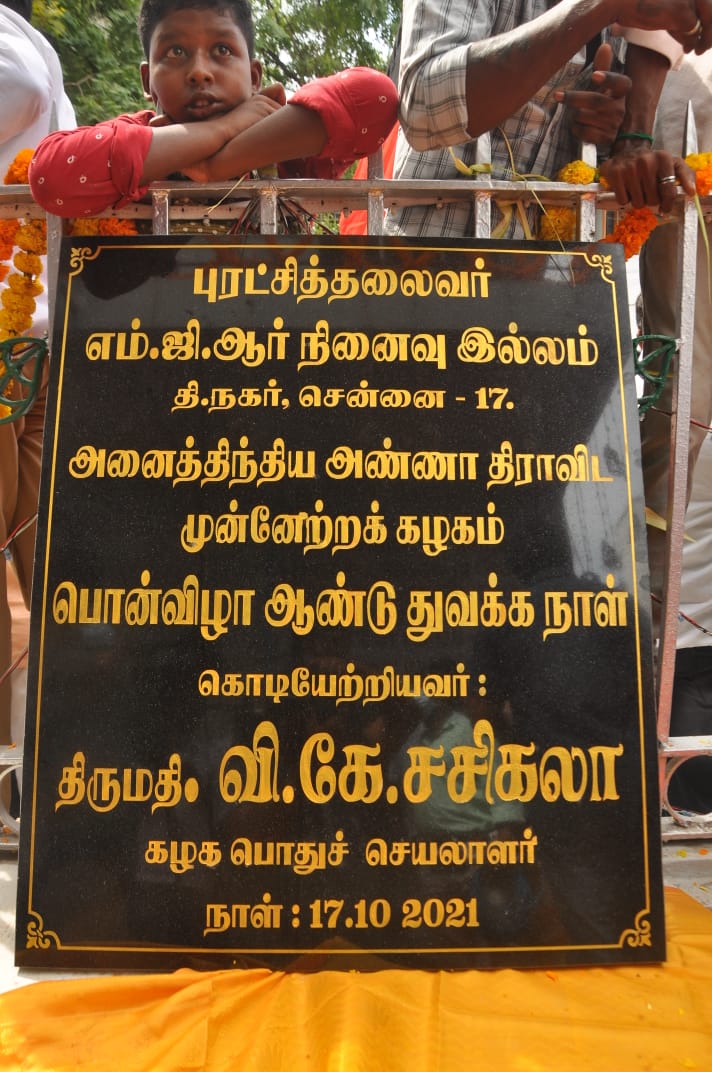 புரட்சித்தலைவர்
எம்.ஜி.ஆர் நினைவு இல்லம்
தி.நகர், சென்னை - 17.
அனைத்திந்திய அண்ணா திராவிட
முன்னேற்றக் கழகம்
பொன்விழா ஆண்டு துவக்க நாள்
கொடியேற்றியவர் :
திருமதி. வி.கே.சசிகலா
கழக பொதுச் செயலாளர்
நாள் : 17.10 2021